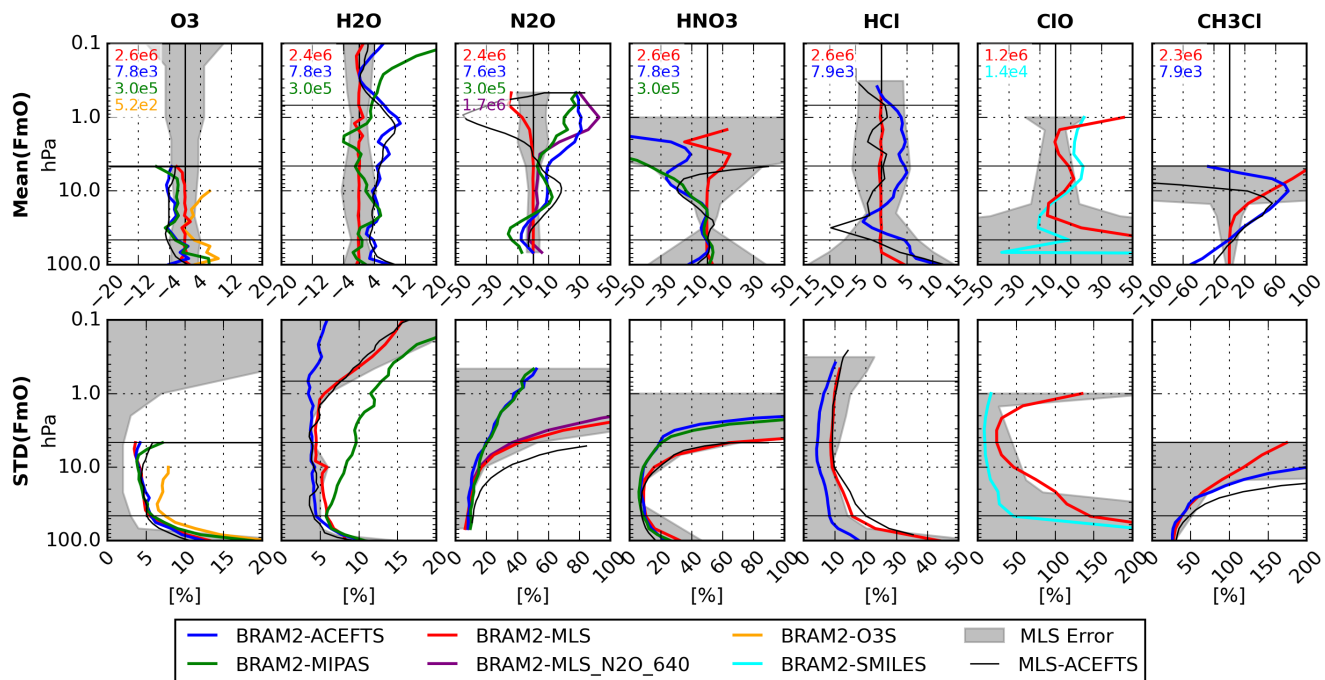 O3 H2O N2O HNO3 HCl ClO CH3Cl
Mean(FmO)
hPa
0.1
1.0
10.0
100.0
2.6e6
7.8e3
3.0e5
5.2e2
2.4e6
7.8e3
3.0e5
2.4e6
7.6e3
3.0e5
1.7e6
2.6e6
7.8e3
3.0e5
2.6e6
7.9e3
1.2e6
1.4e4
2.3e6
7.9e3
−20 −12 −4 4 12 20
−20 −12 −4 4 12 20
−50 −30 −10 10 30 50
−50 −30 −10 10 30 50
−15 −10 −5 0 5 10 15
−50 −30 −10 10 30 50
−100 −60 −20 20 60 100
STD(FmO)
hPa
0.1
1.0
10.0
100.0
0 5 10 15 20
0 5 10 15 20
0 20 40 60 80 100
0 20 40 60 80 100
0 10 20 30 40 50
0 50 100 150 200
0 50 100 150 200
[%] [%] [%] [%] [%] [%] [%]
BRAM2-ACEFTS BRAM2-MLS BRAM2-O3S MLS Error
BRAM2-MIPAS BRAM2-MLS_N2O_640 BRAM2-SMILES MLS-ACEFTS